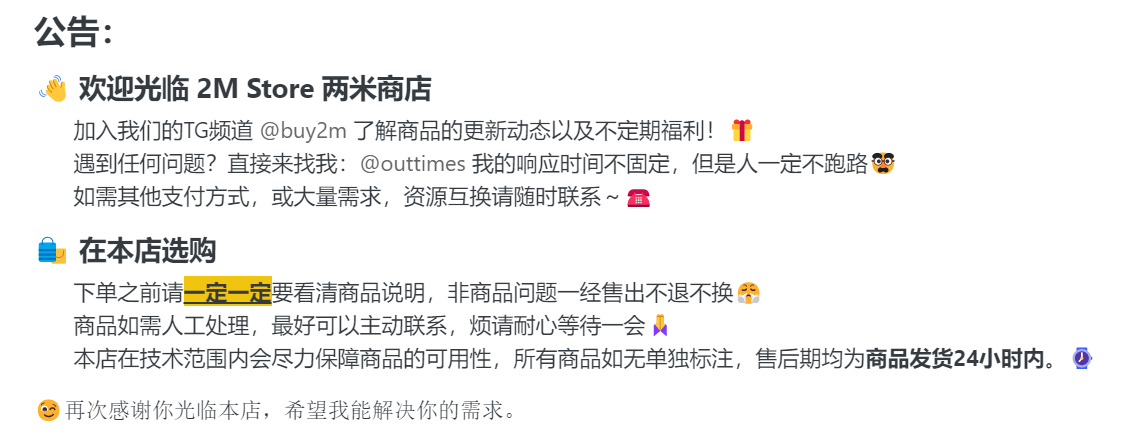 公告：
👋 欢迎光临 2M Store 两米商店
加入我们的TG频道 @buy2m 了解商品的更新动态以及不定期福利！🎁
遇到任何问题？直接来找我：@outtimes 我的响应时间不固定，但是人一定不跑路🥸
如需其他支付方式，或大量需求，资源互换请随时联系～☎️
🛍️ 在本店选购
下单之前请一定一定要看清商品说明，非商品问题一经售出不退不换😤
商品如需人工处理，最好可以主动联系，烦请耐心等待一会🧜
本店在技术范围内会尽力保障商品的可用性，所有商品如无单独标注，售后期均为商品发货24小时内。⌚
😉 再次感谢你光临本店，希望我能解决你的需求。